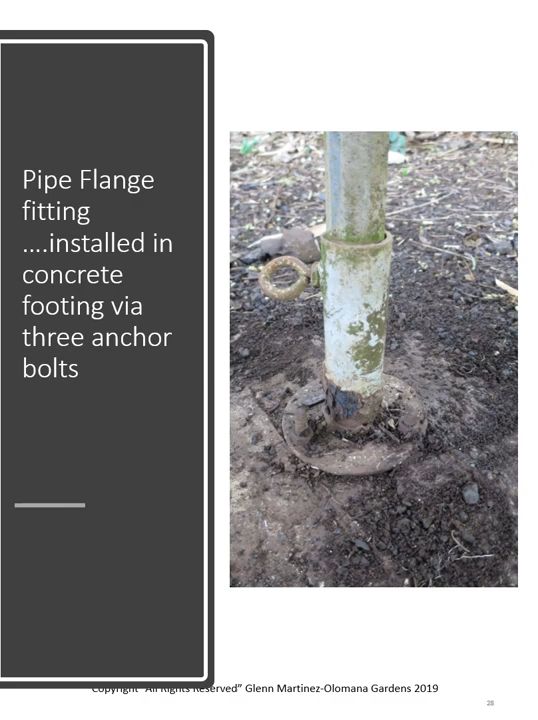 Pipe Flange
fitting
....installed in
concrete
footing via
three anchor
bolts
Copyright “All Rights Reserved” Glenn Martinez-Olomana Gardens 2019
28